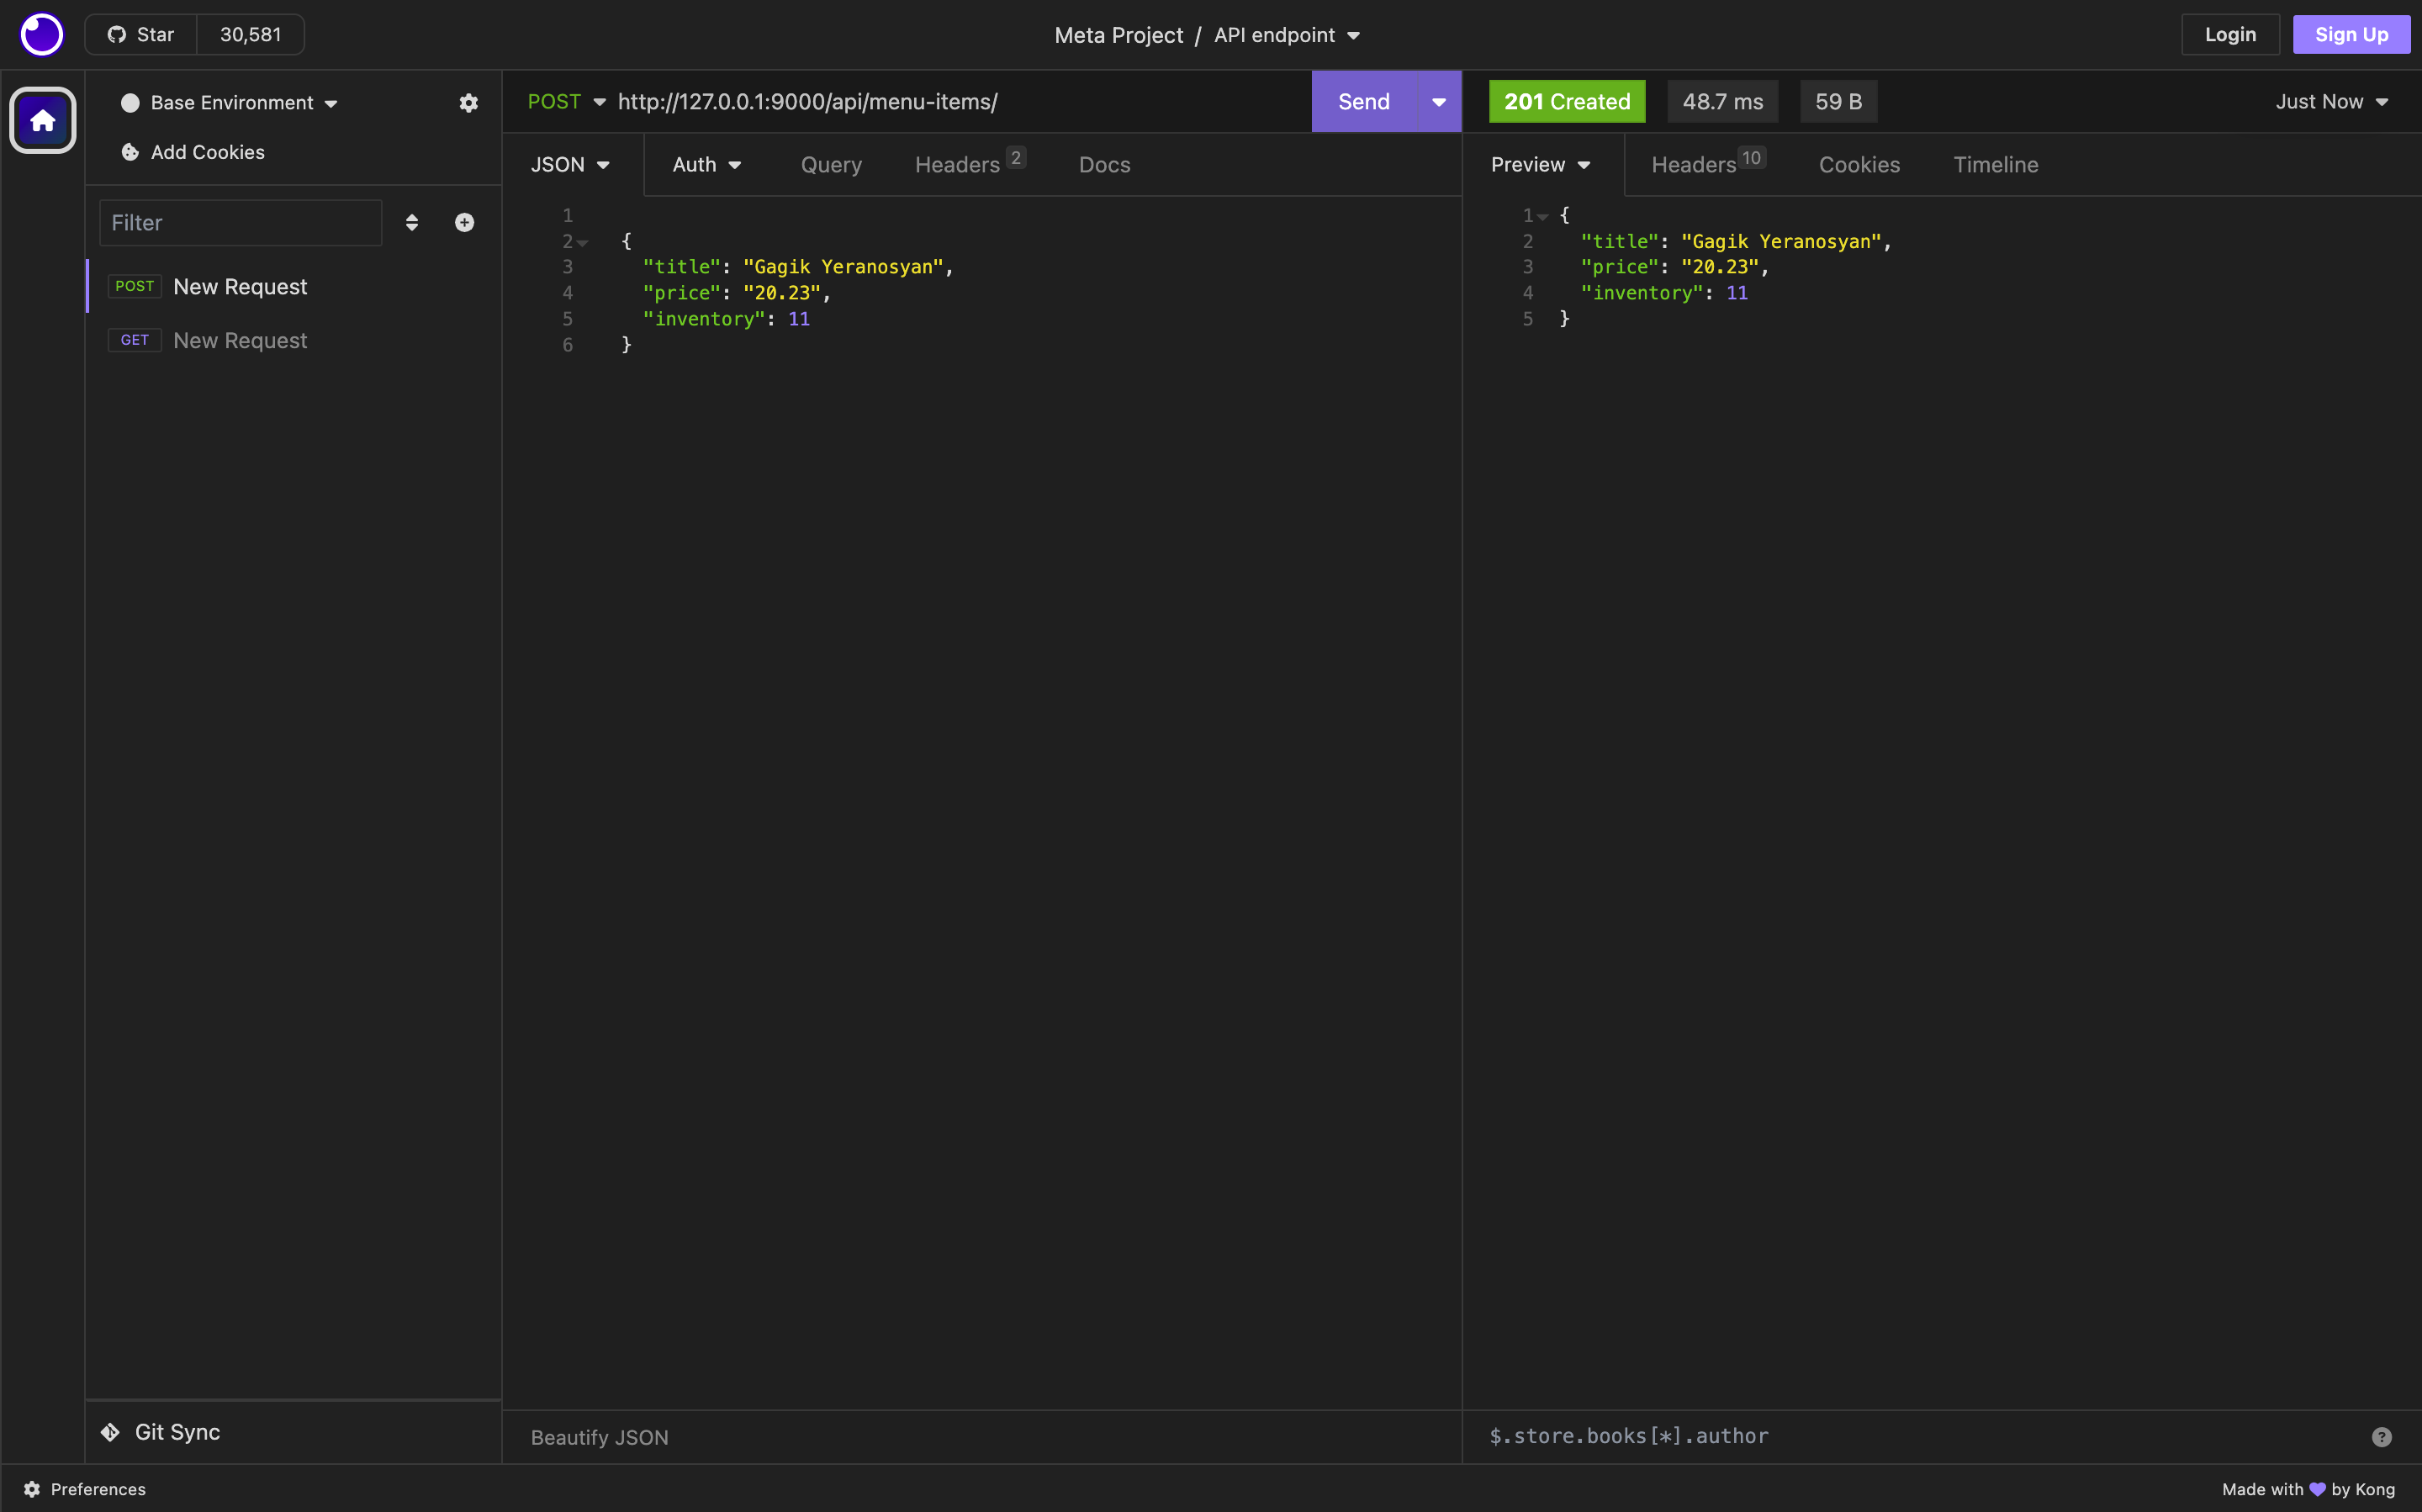 Star 30,581 Meta Project / API endpoint Login Sign Up
Base Environment
Add Cookies
Filter
POST New Request
GET New Request
Git Sync
POST http://127.0.0.1:9000/api/menu-items/ Send
JSON Auth Query Headers 2 Docs
1
2 {
3 "title": "Gagik Yeranosyan",
4 "price": "20.23",
5 "inventory": 11
6 }
Beautify JSON
201 Created 48.7 ms 59 B Just Now
Preview Headers 10 Cookies Timeline
1 {
2 "title": "Gagik Yeranosyan",
3 "price": "20.23",
4 "inventory": 11
5 }
$.store.books[*].author ?
Preferences Made with 💜 by Kong